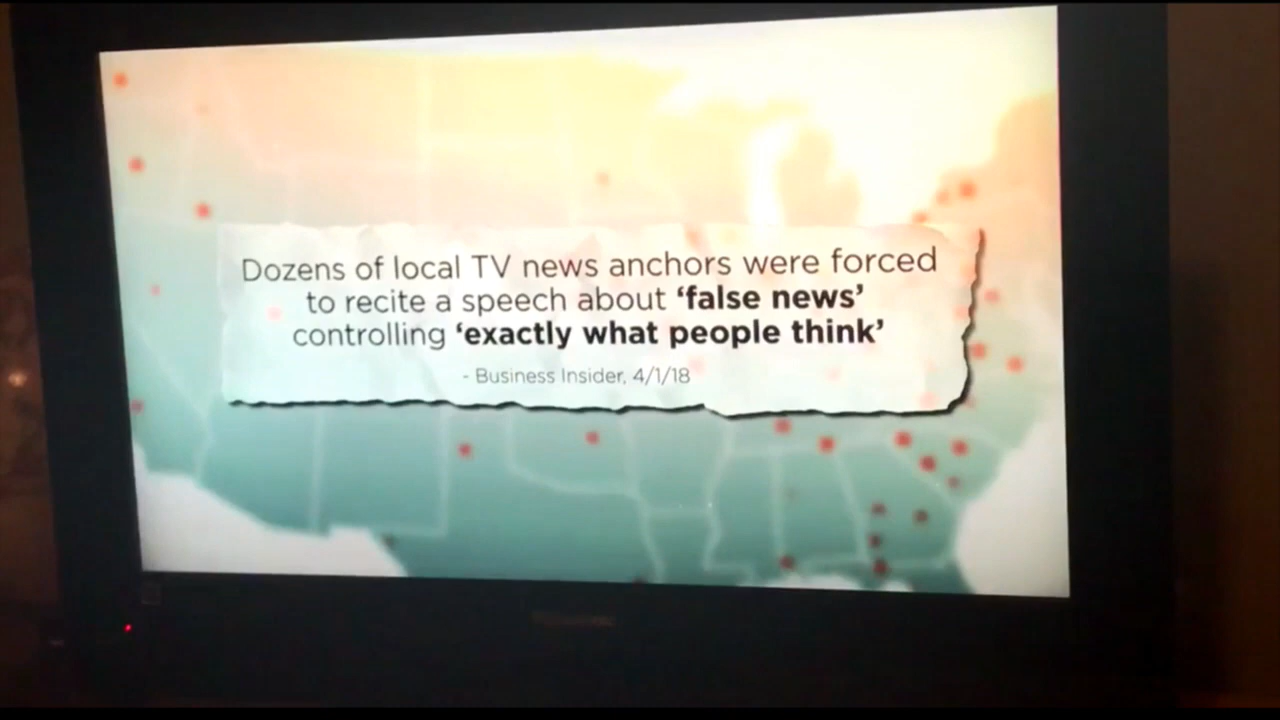 Dozens of local TV news anchors were forced
to recite a speech about ‘false news’
controlling ‘exactly what people think’
- Business Insider, 4/1/18